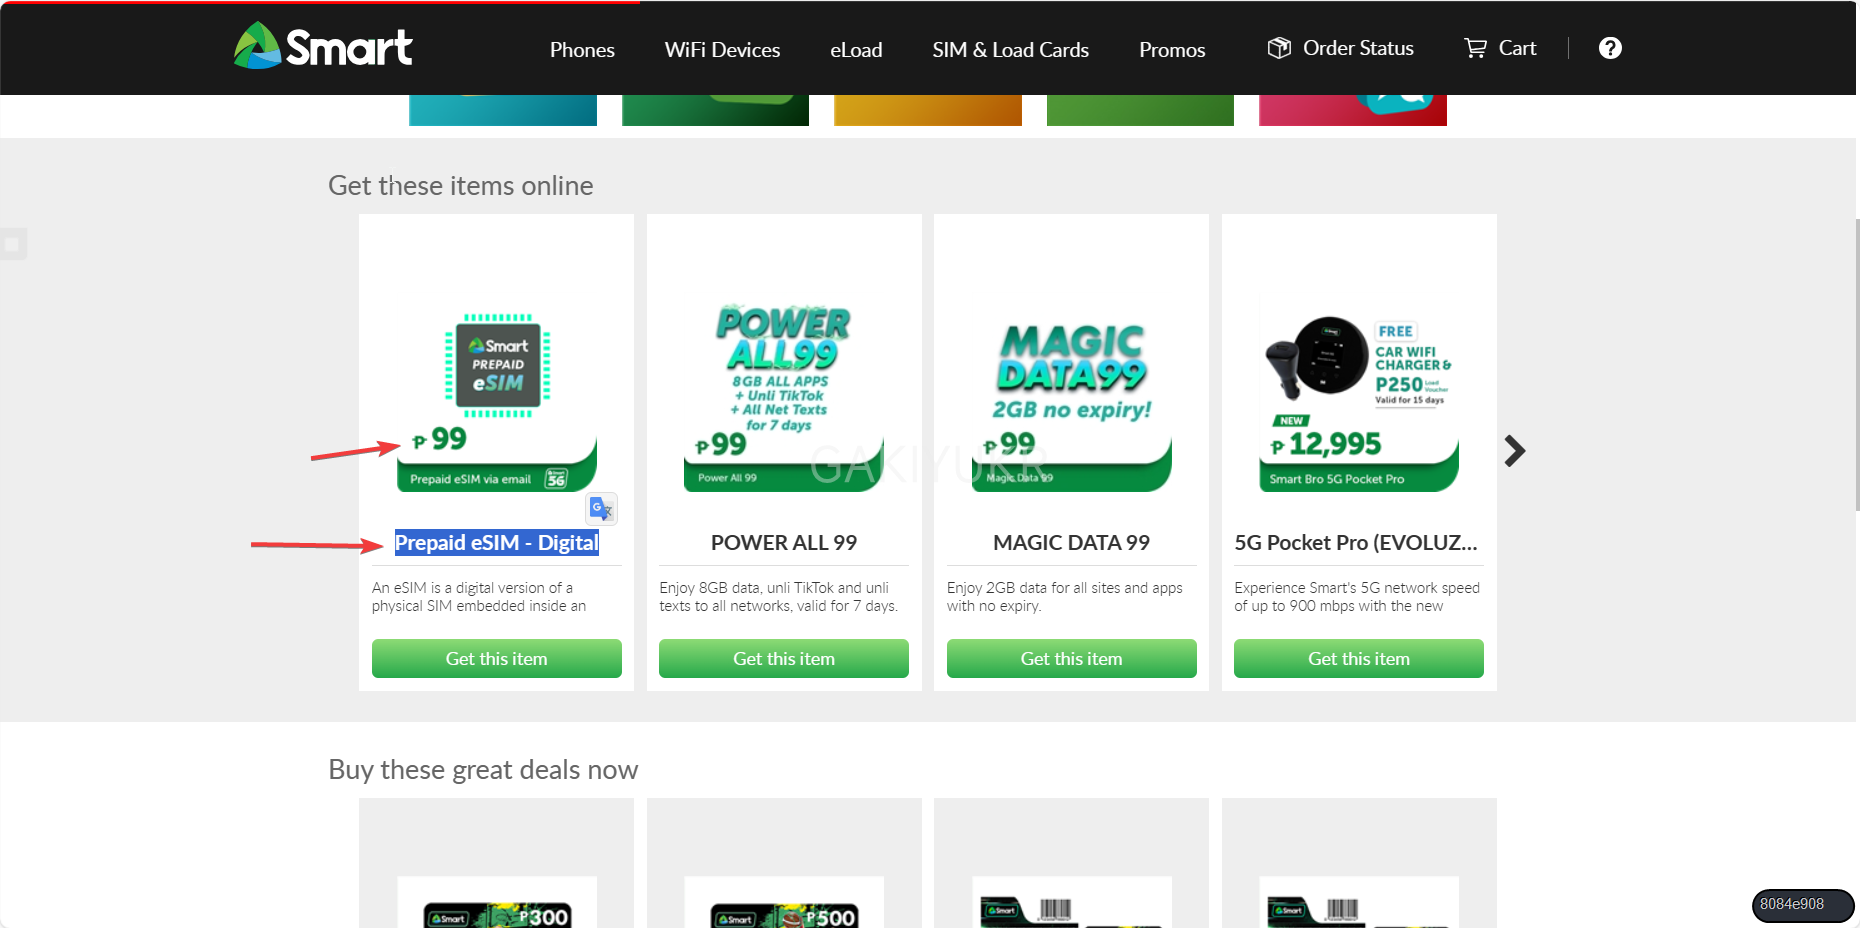 Smart
Phones
WiFi Devices
eLoad
SIM & Load Cards
Promos
Order Status
Cart
?
Get these items online
Smart
PREPAID
eSIM
₱99
Prepaid eSIM via email
Smart
5G
Prepaid eSIM - Digital
An eSIM is a digital version of a
physical SIM embedded inside an
Get this item
POWER
ALL99
8GB ALL APPS
+ Unli TikTok
+ All Net Texts
for 7 days
₱99
Power All 99
POWER ALL 99
Enjoy 8GB data, unli TikTok and unli
texts to all networks, valid for 7 days.
Get this item
MAGIC
DATA99
2GB no expiry!
₱99
Magic Data 99
MAGIC DATA 99
Enjoy 2GB data for all sites and apps
with no expiry.
Get this item
FREE
CAR WIFI
CHARGER &
P250 Load
Voucher
Valid for 15 days
NEW
₱12,995
Smart Bro 5G Pocket Pro
5G Pocket Pro (EVOLUZ...
Experience Smart's 5G network speed
of up to 900 mbps with the new
Get this item
GAKIYUKR
Buy these great deals now
Smart
₱300
Smart
₱500
Smart
Smart
8084e908